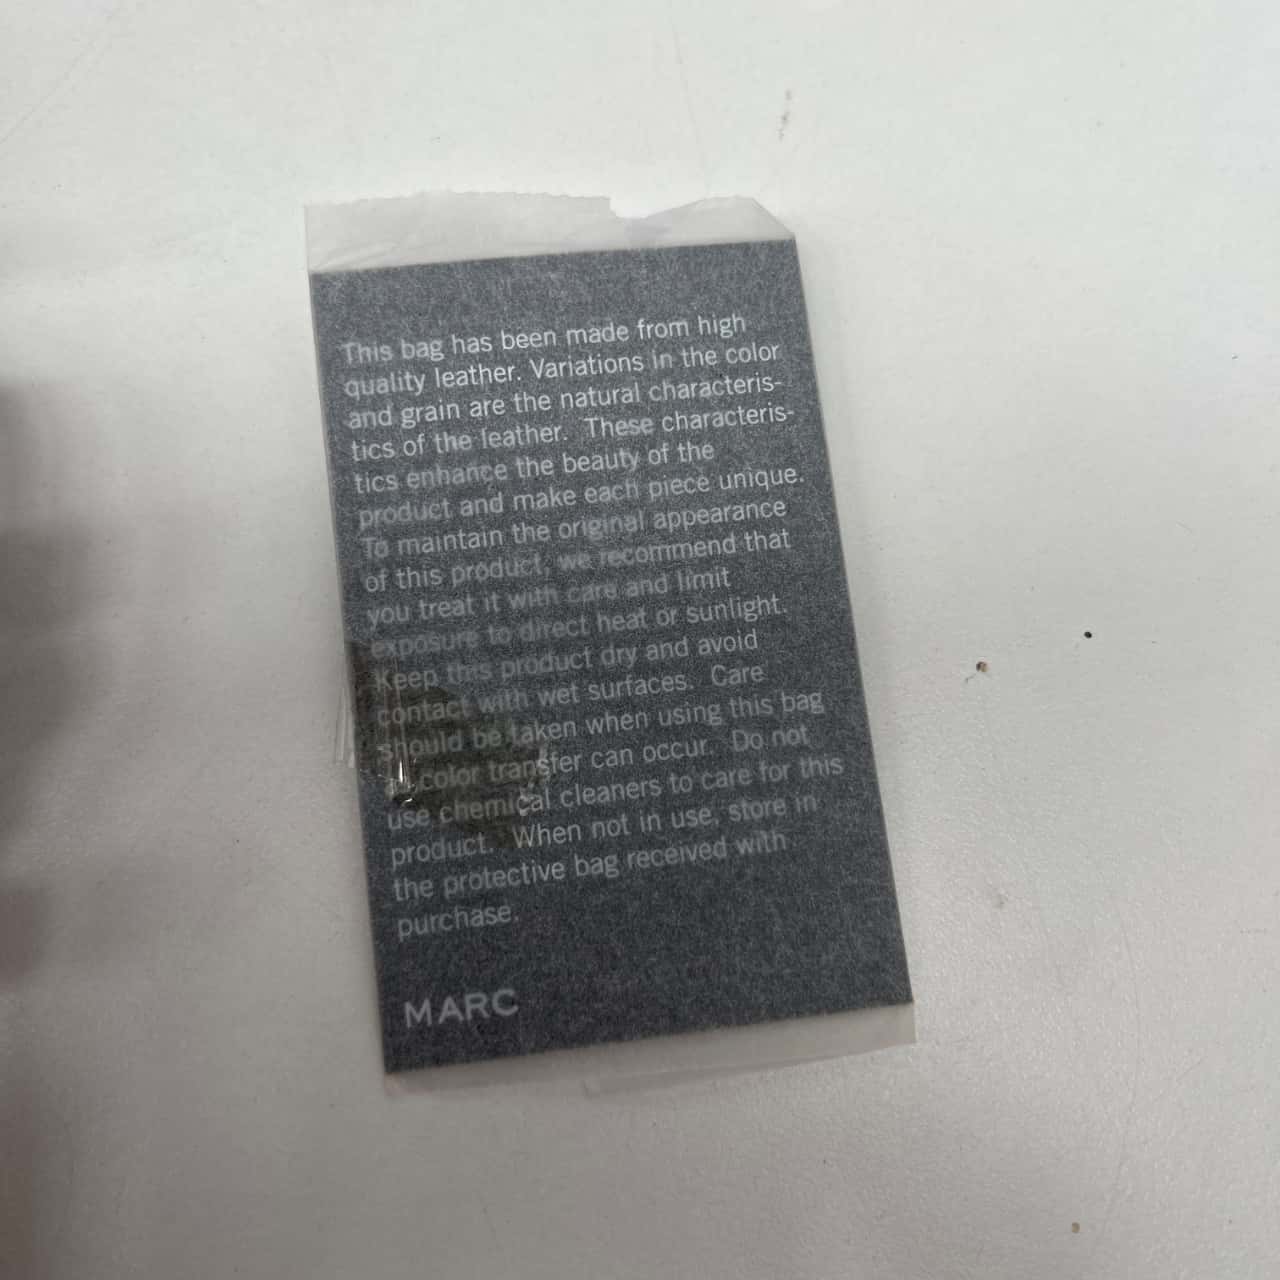 This bag has been made from high
quality leather. Variations in the color
and grain are the natural characteris-
tics of the leather. These characteris-
tics enhance the beauty of the
product and make each piece unique.
To maintain the original appearance
of this product, we recommend that
you treat it with care and limit
exposure to direct heat or sunlight.
Keep this product dry and avoid
contact with wet surfaces. Care
should be taken when using this bag
color transfer can occur. Do not
use chemical cleaners to care for this
product. When not in use, store in
the protective bag received with
purchase.
MARC